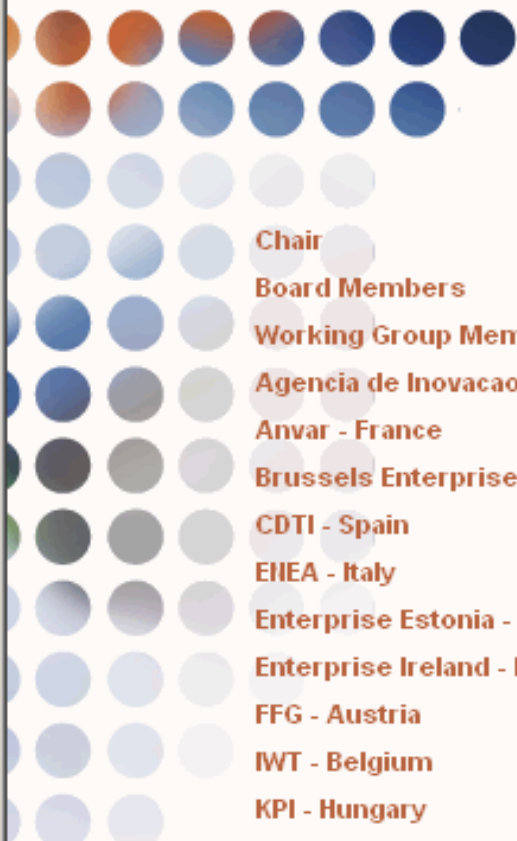 Chair
Board Members
Working Group Mem
Agencia de Inovacao
Anvar - France
Brussels Enterprise
CDTI - Spain
ENEA - Italy
Enterprise Estonia -
Enterprise Ireland -
FFG - Austria
IWT - Belgium
KPI - Hungary